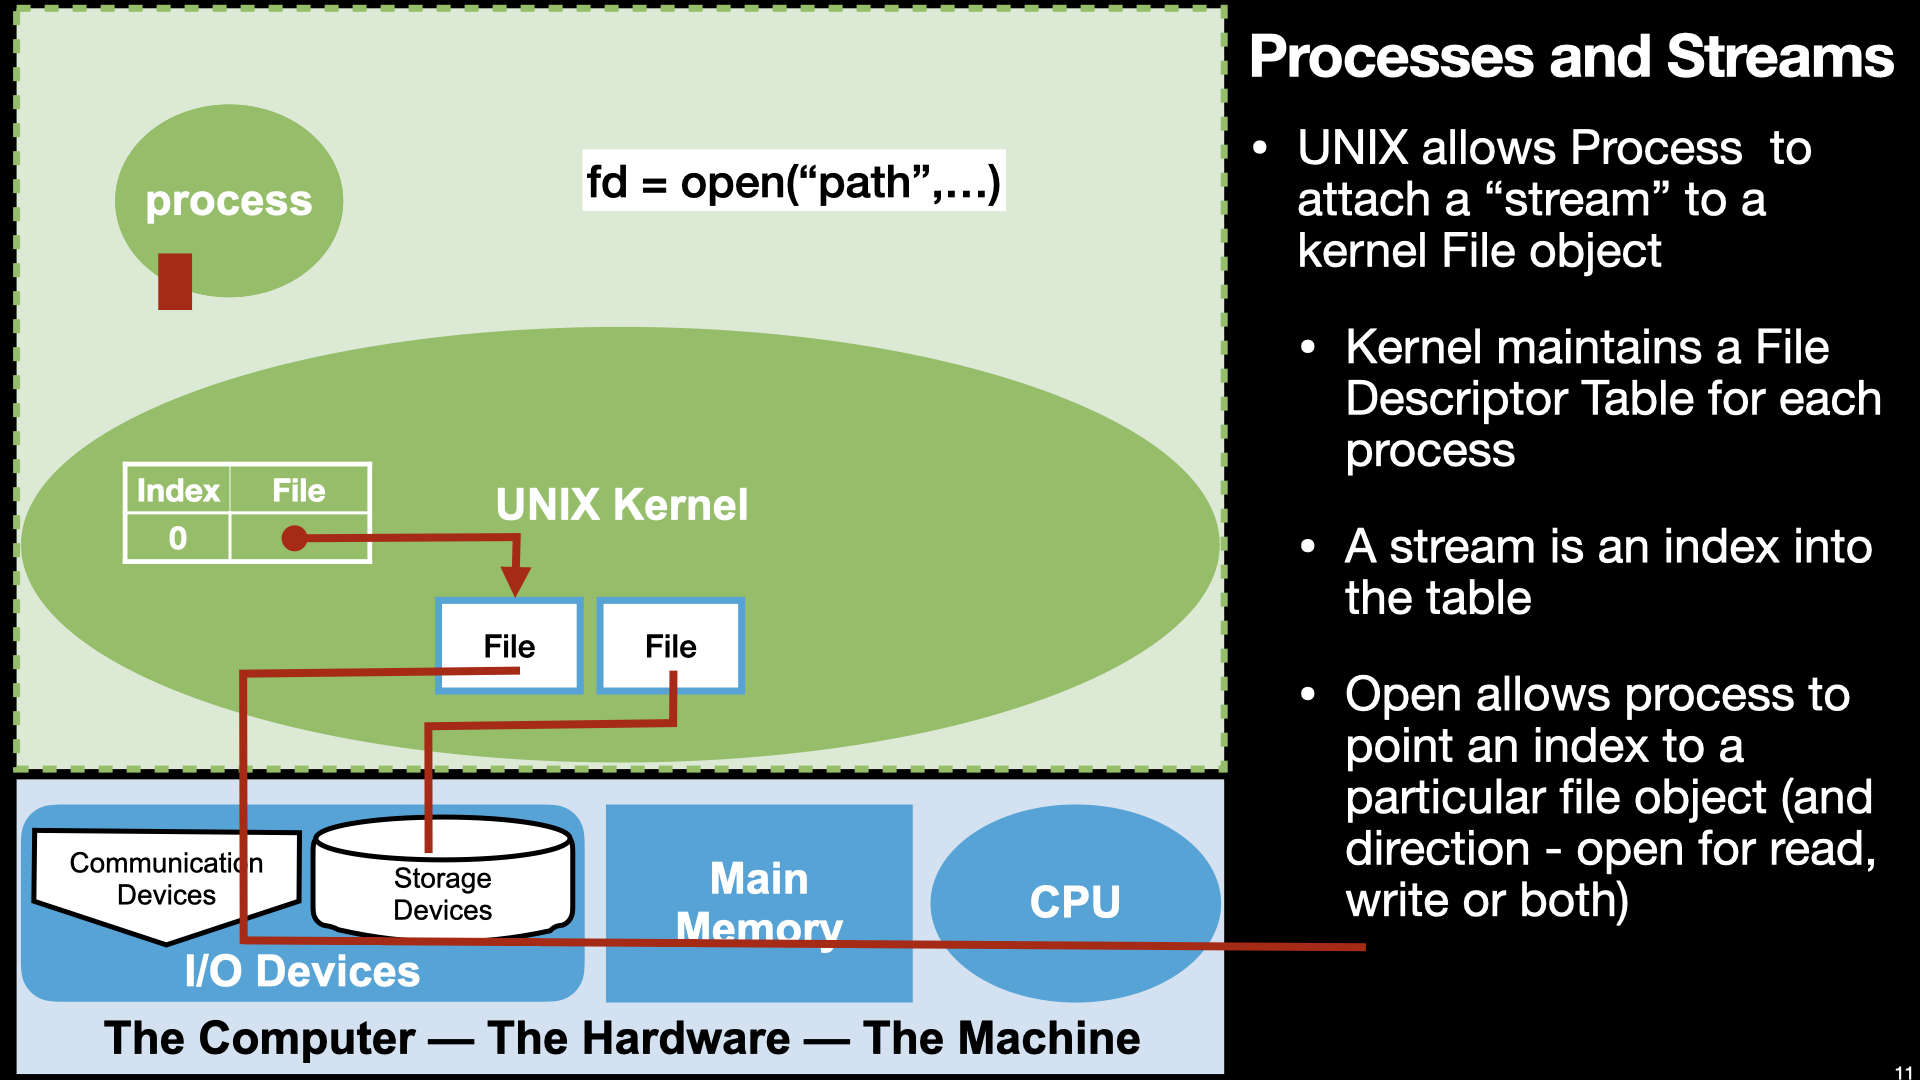 Processes and Streams
• UNIX allows Process  to
attach a “stream” to a
kernel File object
• Kernel maintains a File
Descriptor Table for each
process
• A stream is an index into
the table
• Open allows process to
point an index to a
particular file object (and
direction - open for read,
write or both)
process
fd = open(“path”,...)
Index File
0
UNIX Kernel
File File
Communication
Devices
Storage
Devices
I/O Devices
Main
Memory
CPU
The Computer — The Hardware — The Machine
11